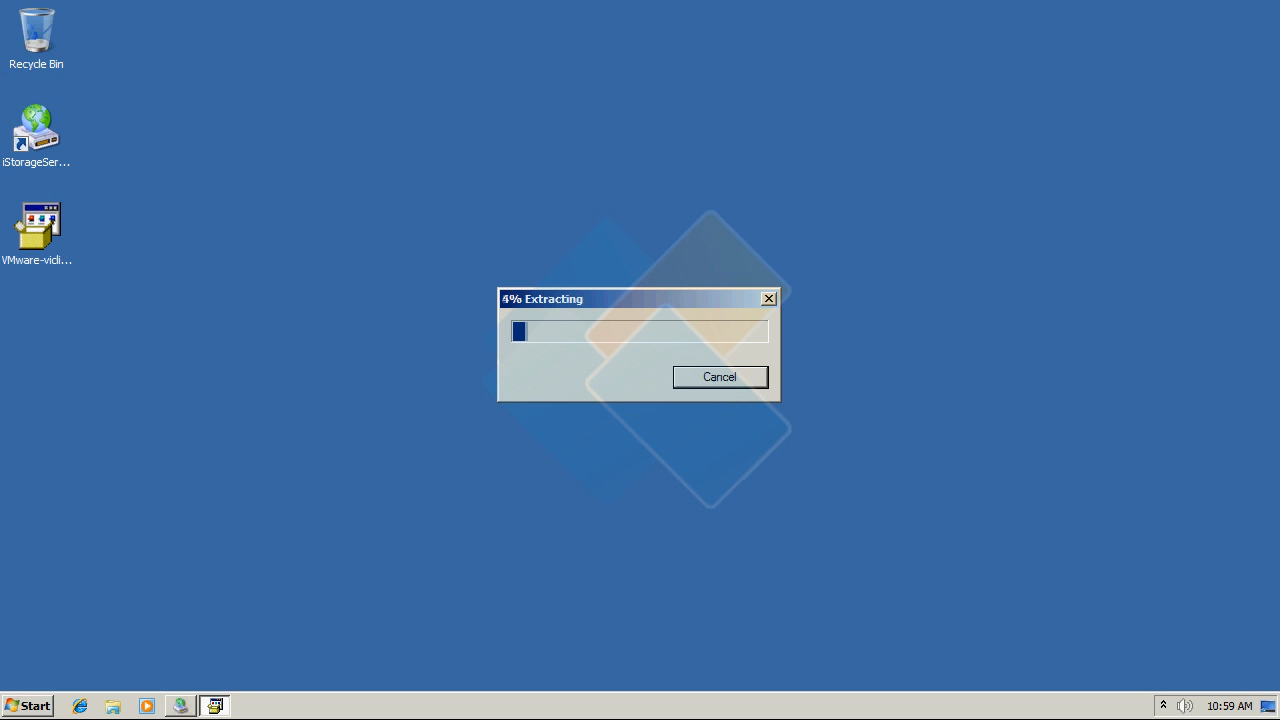 Recycle Bin
iStorageSer...
VMware-vicli...
4% Extracting
Cancel
Start
10:59 AM